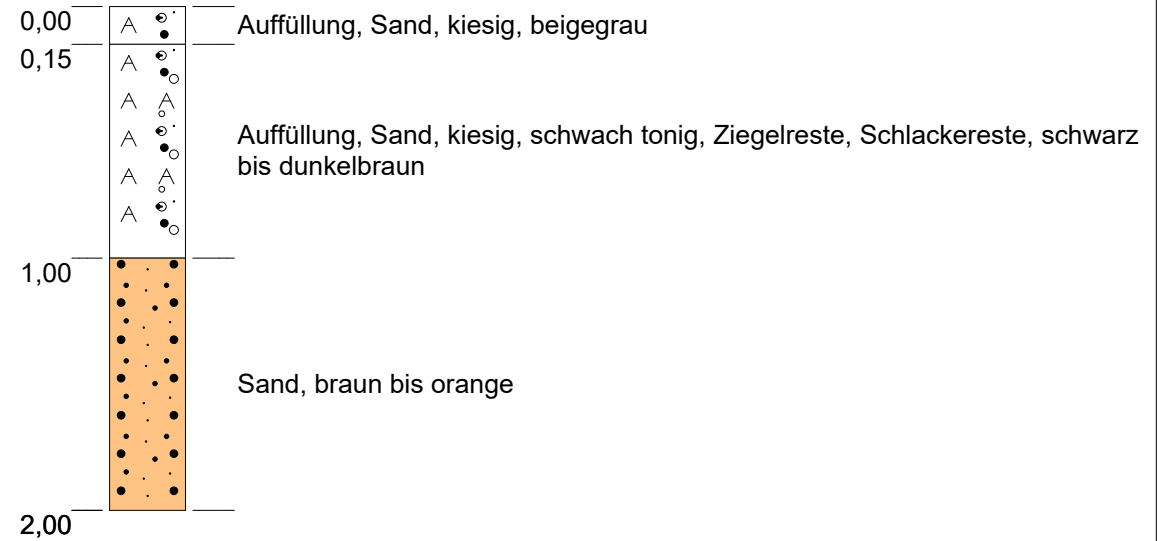 0,00
Auffüllung, Sand, kiesig, beigegrau
0,15
Auffüllung, Sand, kiesig, schwach tonig, Ziegelreste, Schlackereste, schwarz
bis dunkelbraun
1,00
Sand, braun bis orange
2,00